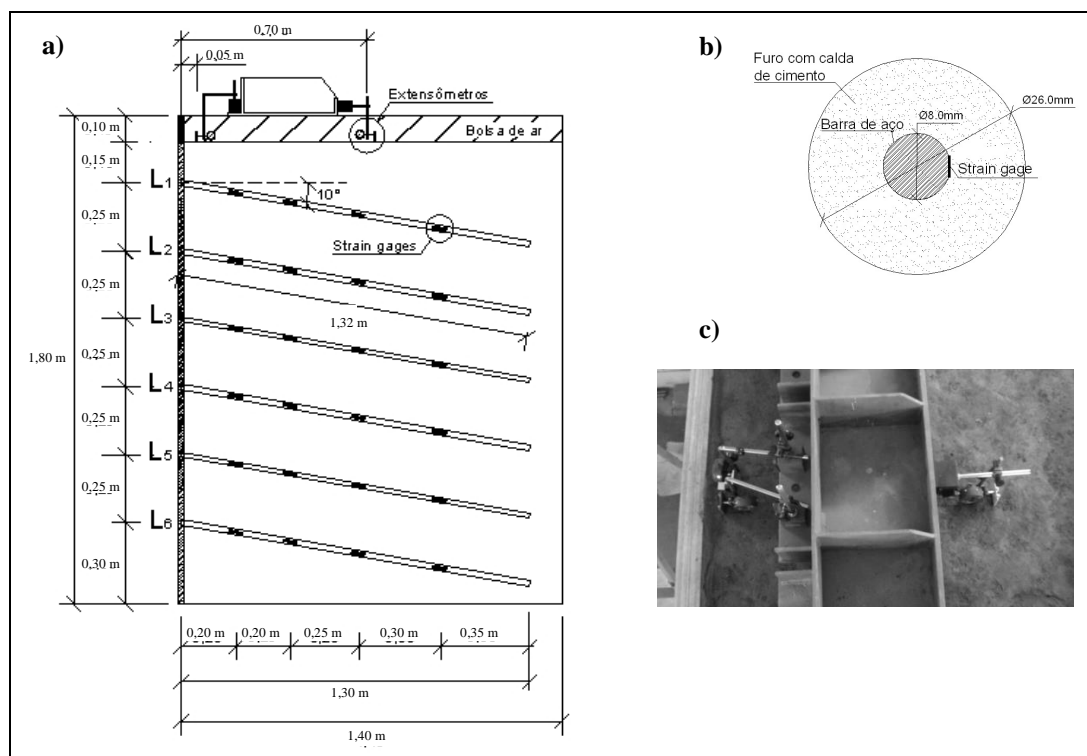 a)
0,70 m
0,05 m
Extensômetros
Bolsa de ar
0,10 m
0,15 m
L1
10°
0,25 m
Strain gages
L2
0,25 m
1,32 m
L3
1,80 m
0,25 m
L4
0,25 m
L5
0,25 m
L6
0,30 m
0,20 m
0,20 m
0,25 m
0,30 m
0,35 m
1,30 m
1,40 m
b)
Furo com calda
de cimento
Ø26.0mm
Barra de aço
Ø8.0mm
Strain gage
c)